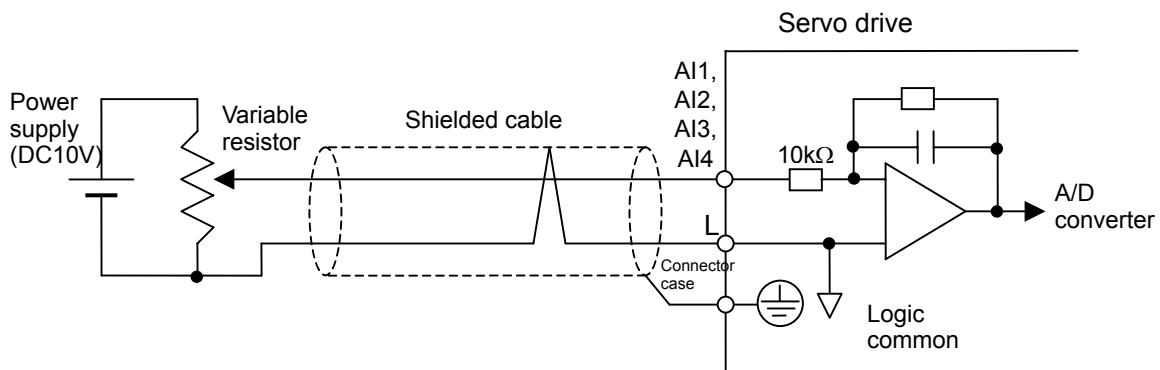 Servo drive
AI1,
AI2,
AI3,
AI4
Power
supply
(DC10V)
Variable
resistor
Shielded cable
10kΩ
A/D
converter
L
Connector
case
Logic
common